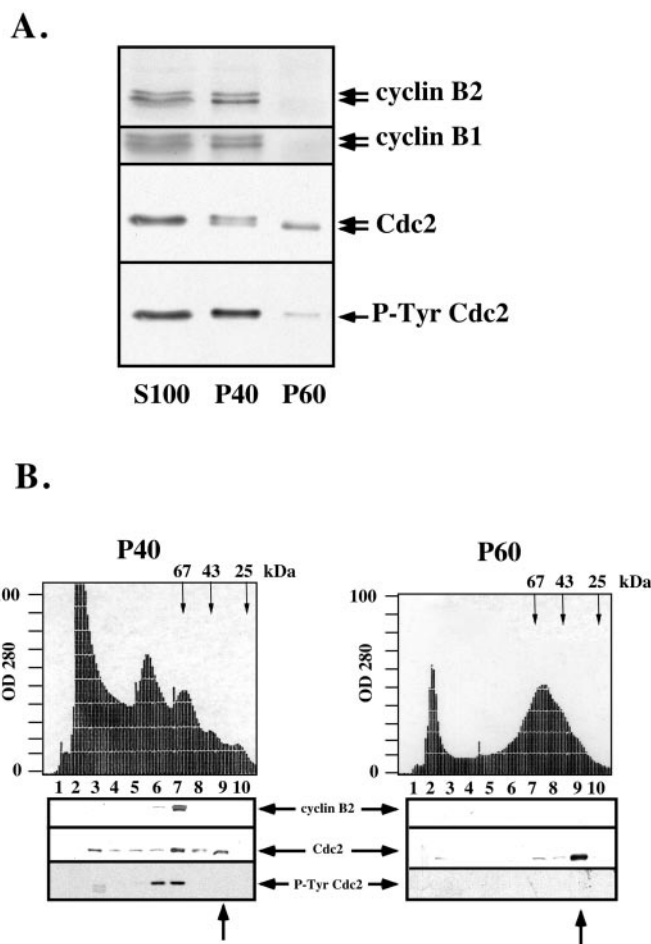 A.
cyclin B2
cyclin B1
Cdc2
P-Tyr Cdc2
S100 P40 P60
B.
P40 P60
67 43 25 kDa 67 43 25 kDa
100
OD 280 OD 280
0 0
1 2 3 4 5 6 7 8 9 10 1 2 3 4 5 6 7 8 9 10
cyclin B2
Cdc2
P-Tyr Cdc2